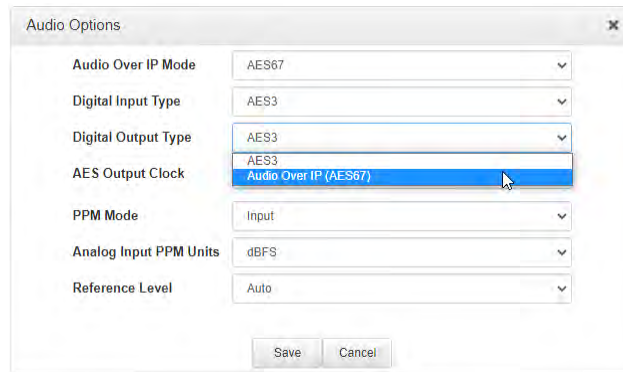 Audio Options ×
Audio Over IP Mode AES67
Digital Input Type AES3
Digital Output Type AES3
AES3
AES Output Clock
Audio Over IP (AES67)
PPM Mode Input
Analog Input PPM Units dBFS
Reference Level Auto
Save Cancel